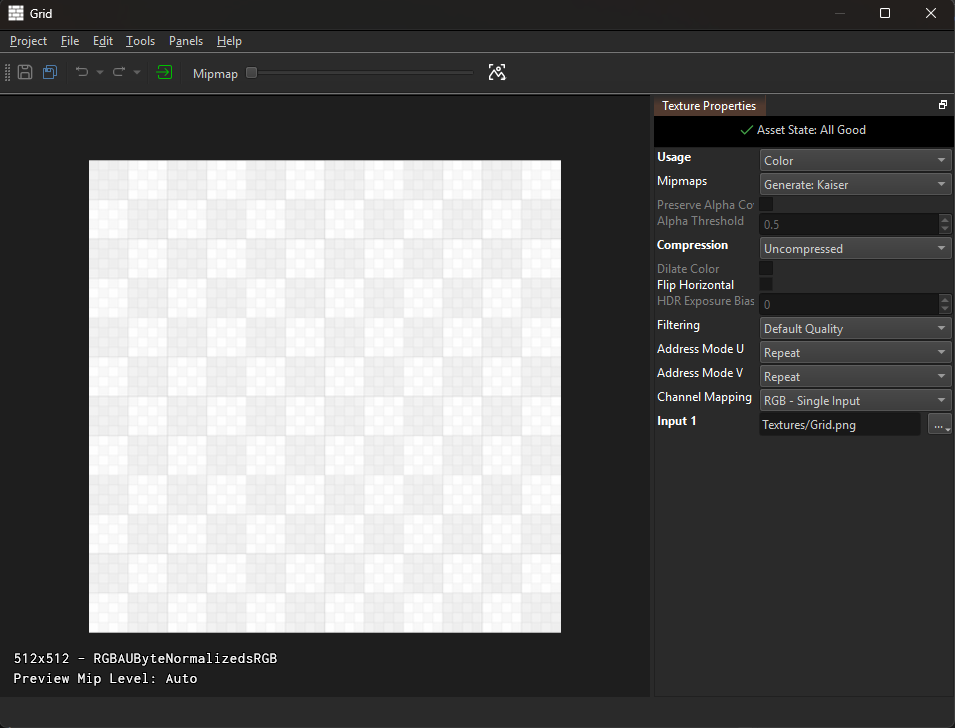 Grid
Project File Edit Tools Panels Help
Mipmap
Texture Properties
Asset State: All Good
Usage Color
Mipmaps Generate: Kaiser
Preserve Alpha Co
Alpha Threshold 0.5
Compression Uncompressed
Dilate Color
Flip Horizontal
HDR Exposure Bias 0
Filtering Default Quality
Address Mode U Repeat
Address Mode V Repeat
Channel Mapping RGB - Single Input
Input 1 Textures/Grid.png ...
512x512 - RGBAUByteNormalizedsRGB
Preview Mip Level: Auto